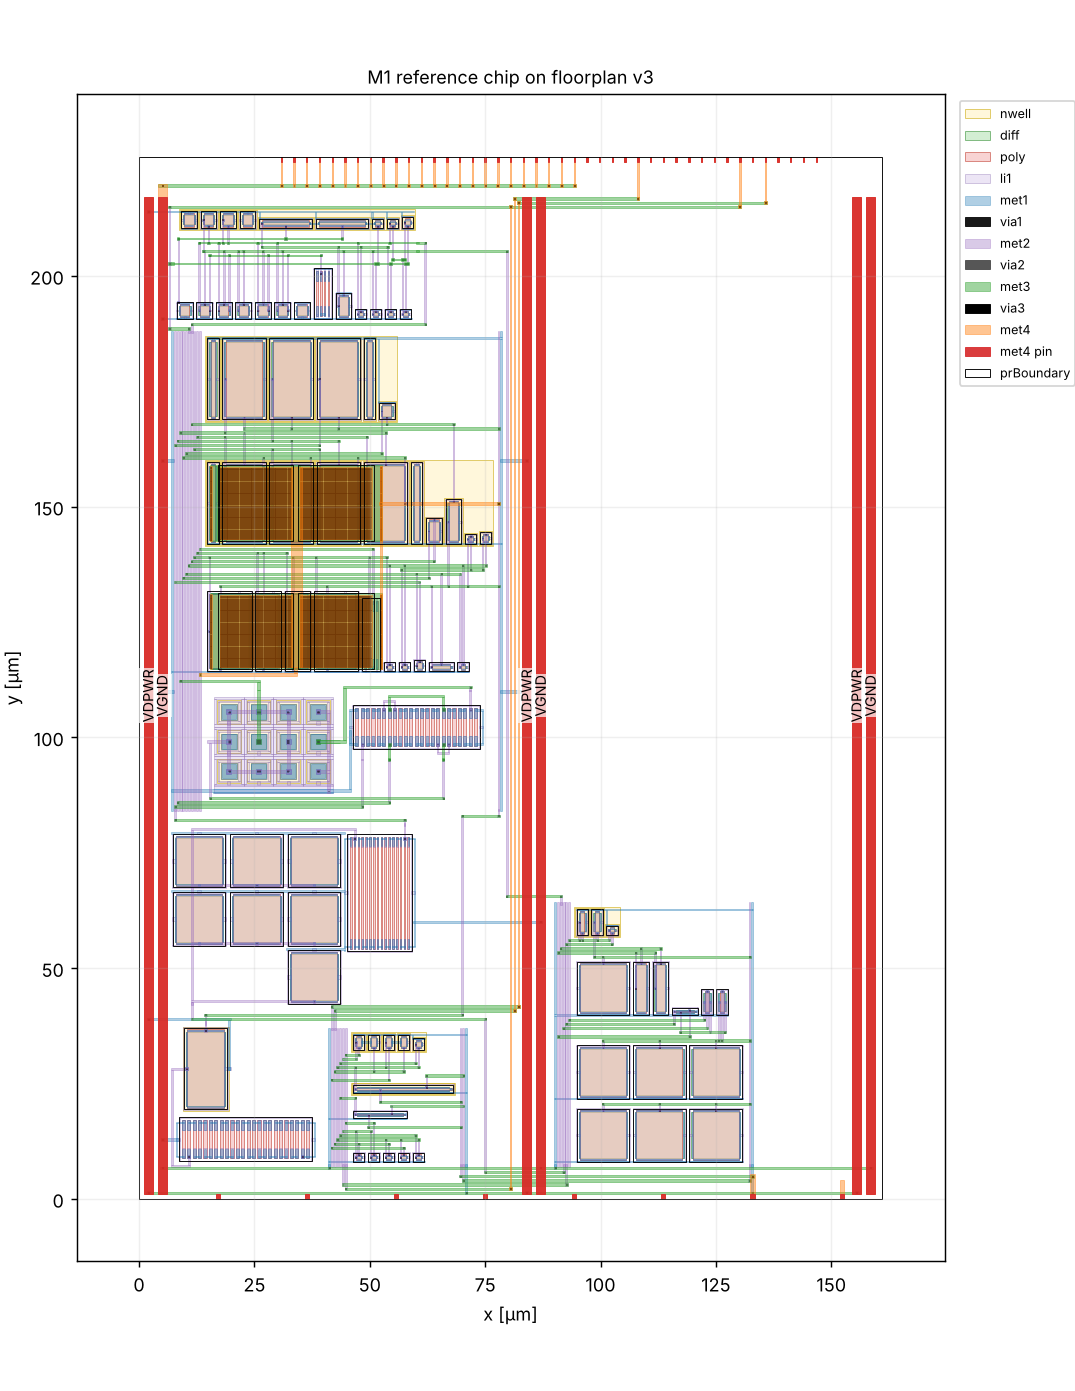 M1 reference chip on floorplan v3
nwell
diff
poly
li1
met1
via1
met2
via2
met3
via3
met4
met4 pin
prBoundary
200
150
100
50
0
y [µm]
VDPWR
VGND
VDPWR
VGND
VDPWR
VGND
0
25
50
75
100
125
150
x [µm]